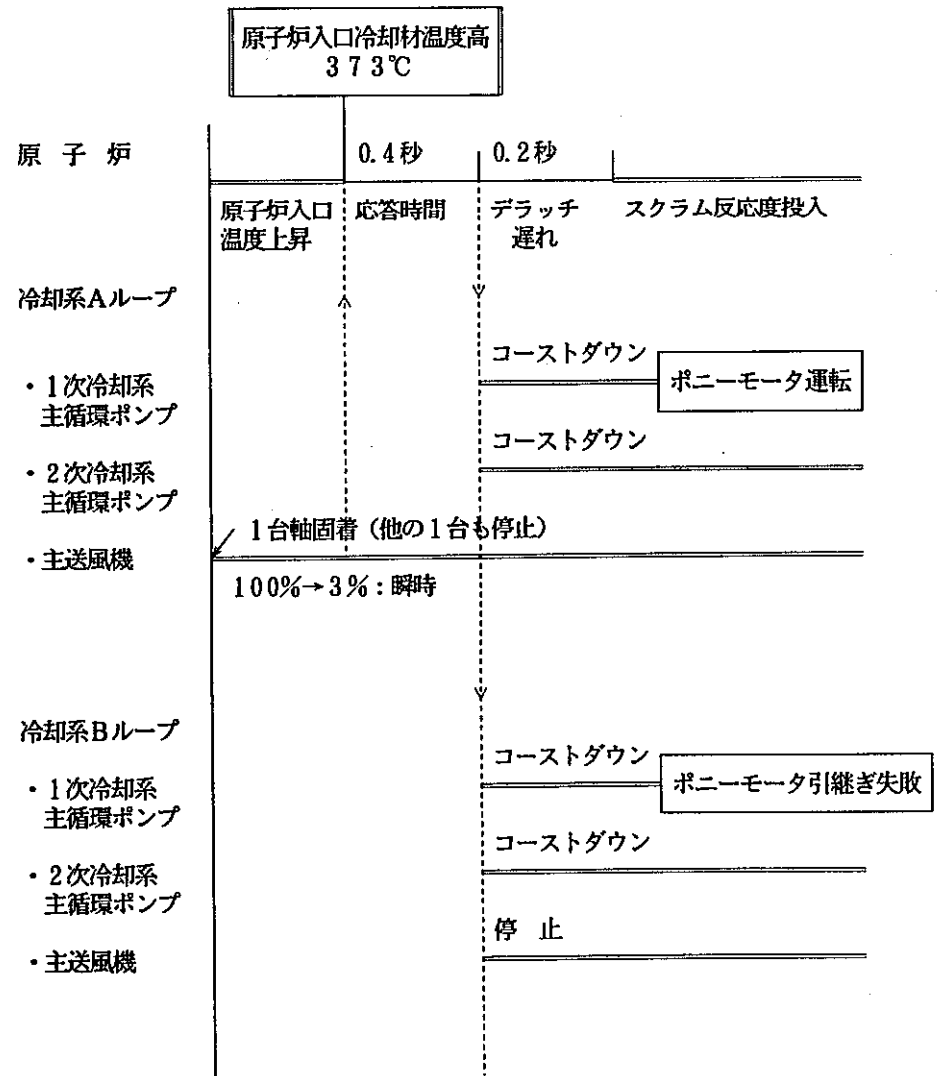 原子炉入口冷却材温度高
373℃
原子炉
0.4秒
0.2秒
原子炉入口
温度上昇
応答時間
デラッチ
遅れ
スクラム反応度投入
冷却系Aループ
コーストダウン
・1次冷却系
主循環ポンプ
ポニーモータ運転
コーストダウン
・2次冷却系
主循環ポンプ
1台軸固着(他の1台も停止)
・主送風機
100%→3%:瞬時
冷却系Bループ
コーストダウン
・1次冷却系
主循環ポンプ
ポニーモータ引継ぎ失敗
コーストダウン
・2次冷却系
主循環ポンプ
停止
・主送風機